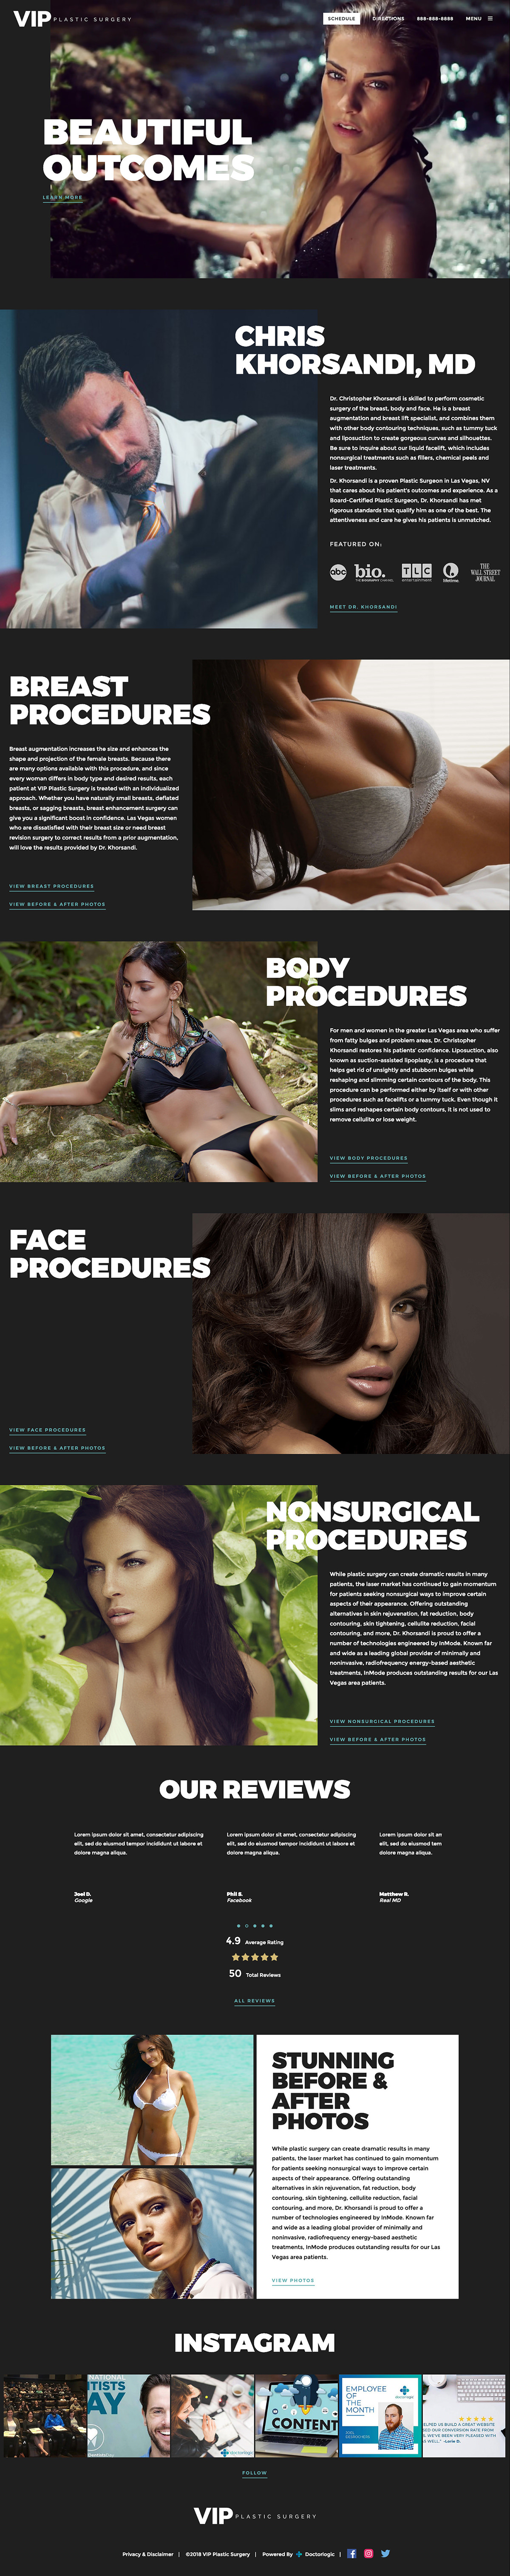 VIP PLASTIC SURGERY
SCHEDULE DIRECTIONS 888-888-8888 MENU
BEAUTIFUL
OUTCOMES
LEARN MORE
CHRIS
KHORSANDI, MD
Dr. Christopher Khorsandi is skilled to perform cosmetic
surgery of the breast, body and face. He is a breast
augmentation and breast lift specialist, and combines them
with other body contouring techniques, such as tummy tuck
and liposuction to create gorgeous curves and silhouettes.
Be sure to inquire about our liquid facelift, which includes
nonsurgical treatments such as fillers, chemical peels and
laser treatments.
Dr. Khorsandi is a proven Plastic Surgeon in Las Vegas, NV
that cares about his patient's outcomes and experience. As a
Board-Certified Plastic Surgeon, Dr. Khorsandi has met
rigorous standards that qualify him as one of the best. The
attentiveness and care he gives his patients is unmatched.
FEATURED ON:
abc bio. THE BIOGRAPHY CHANNEL TLC entertainment Lifetime THE WALL STREET JOURNAL
MEET DR. KHORSANDI
BREAST
PROCEDURES
Breast augmentation increases the size and enhances the
shape and projection of the female breasts. Because there
are many options available with this procedure, and since
every woman differs in body type and desired results, each
patient at VIP Plastic Surgery is treated with an individualized
approach. Whether you have naturally small breasts, deflated
breasts, or sagging breasts, breast enhancement surgery can
give you a significant boost in confidence. Las Vegas women
who are dissatisfied with their breast size or need breast
revision surgery to correct results from a prior augmentation,
will love the results provided by Dr. Khorsandi.
VIEW BREAST PROCEDURES
VIEW BEFORE & AFTER PHOTOS
BODY
PROCEDURES
For men and women in the greater Las Vegas area who suffer
from fatty bulges and problem areas, Dr. Christopher
Khorsandi restores his patients' confidence. Liposuction, also
known as suction-assisted lipoplasty, is a procedure that
helps get rid of unsightly and stubborn bulges while
reshaping and slimming certain contours of the body. This
procedure can be performed either by itself or with other
procedures such as facelifts or a tummy tuck. Even though it
slims and reshapes certain body contours, it is not used to
remove cellulite or lose weight.
VIEW BODY PROCEDURES
VIEW BEFORE & AFTER PHOTOS
FACE
PROCEDURES
VIEW FACE PROCEDURES
VIEW BEFORE & AFTER PHOTOS
NONSURGICAL
PROCEDURES
While plastic surgery can create dramatic results in many
patients, the laser market has continued to gain momentum
for patients seeking nonsurgical ways to improve certain
aspects of their appearance. Offering outstanding
alternatives in skin rejuvenation, fat reduction, body
contouring, skin tightening, cellulite reduction, facial
contouring, and more, Dr. Khorsandi is proud to offer a
number of technologies engineered by InMode. Known far
and wide as a leading global provider of minimally and
noninvasive, radiofrequency energy-based aesthetic
treatments, InMode produces outstanding results for our Las
Vegas area patients.
VIEW NONSURGICAL PROCEDURES
VIEW BEFORE & AFTER PHOTOS
OUR REVIEWS
Lorem ipsum dolor sit amet, consectetur adipiscing
elit, sed do eiusmod tempor incididunt ut labore et
dolore magna aliqua.
Joel D.
Google
Lorem ipsum dolor sit amet, consectetur adipiscing
elit, sed do eiusmod tempor incididunt ut labore et
dolore magna aliqua.
Phil S.
Facebook
Lorem ipsum dolor sit am
elit, sed do eiusmod tem
dolore magna aliqua.
Matthew R.
Real MD
4.9 Average Rating
50 Total Reviews
ALL REVIEWS
STUNNING
BEFORE &
AFTER
PHOTOS
While plastic surgery can create dramatic results in many
patients, the laser market has continued to gain momentum
for patients seeking nonsurgical ways to improve certain
aspects of their appearance. Offering outstanding
alternatives in skin rejuvenation, fat reduction, body
contouring, skin tightening, cellulite reduction, facial
contouring, and more, Dr. Khorsandi is proud to offer a
number of technologies engineered by InMode. Known far
and wide as a leading global provider of minimally and
noninvasive, radiofrequency energy-based aesthetic
treatments, InMode produces outstanding results for our Las
Vegas area patients.
VIEW PHOTOS
INSTAGRAM
NATIONAL
TISTS
AY
doctorlogic
CONTENT
EMPLOYEE
OF THE
MONTH
doctorlogic
ELPED US BUILD A GREAT WEBSITE
SED OUR CONVERSION RATE FROM
WE'VE BEEN VERY PLEASED WITH
S WELL."
FOLLOW
VIP PLASTIC SURGERY
Privacy & Disclaimer | ©2018 VIP Plastic Surgery | Powered By Doctorlogic |